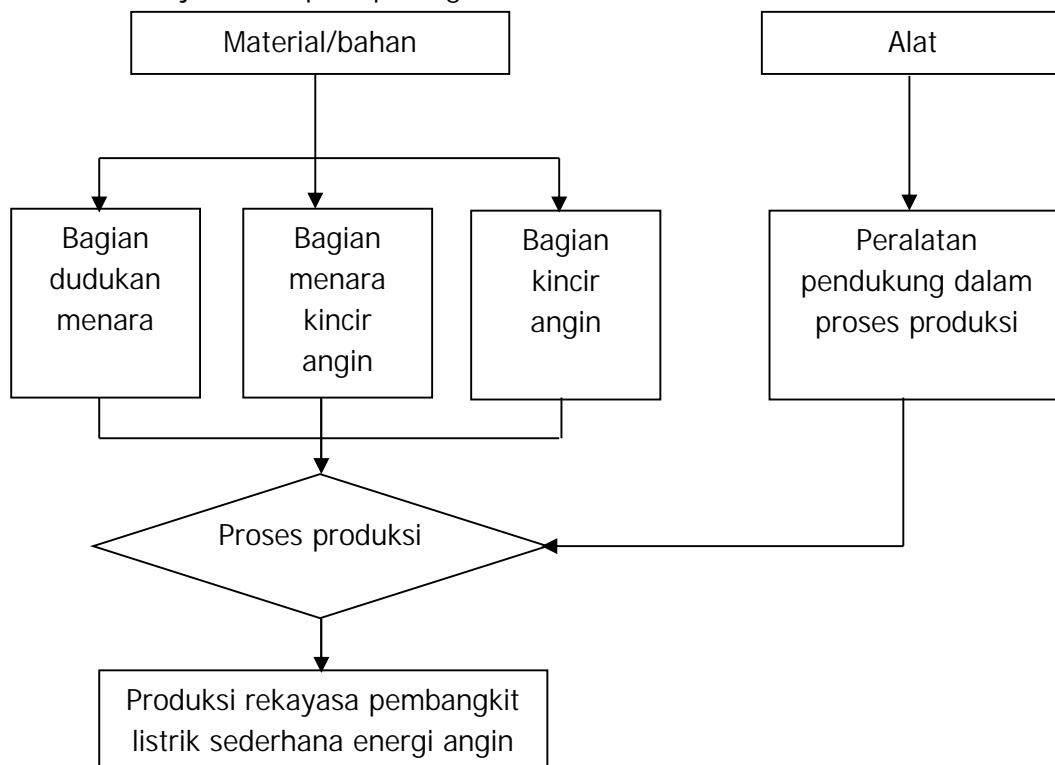 Material/bahan
Alat
Bagian
dudukan
menara
Bagian
menara
kincir
angin
Bagian
kincir
angin
Peralatan
pendukung dalam
proses produksi
Proses produksi
Produksi rekayasa pembangkit
listrik sederhana energi angin